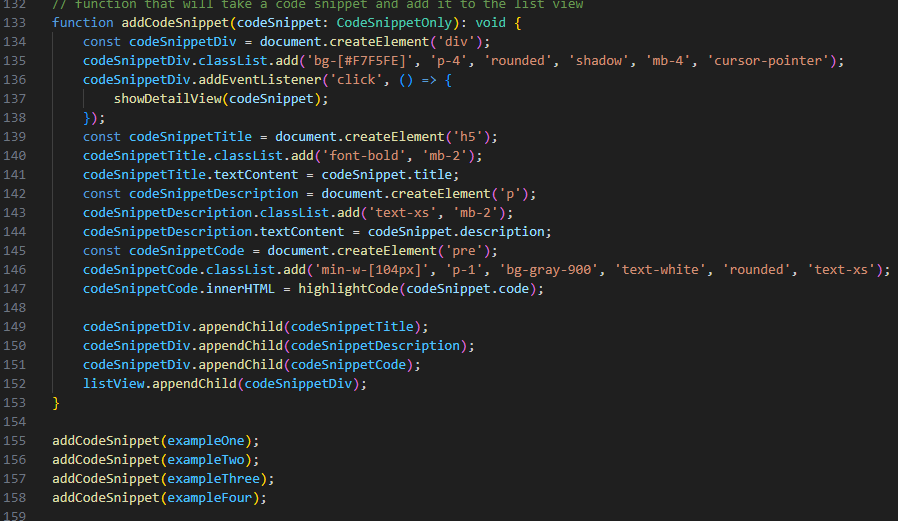 132 // function that will take a code snippet and add it to the list view
133 function addCodeSnippet(codeSnippet: CodeSnippetOnly): void {
134     const codeSnippetDiv = document.createElement('div');
135     codeSnippetDiv.classList.add('bg-[#F7F5FE]', 'p-4', 'rounded', 'shadow', 'mb-4', 'cursor-pointer');
136     codeSnippetDiv.addEventListener('click', () => {
137         showDetailView(codeSnippet);
138     });
139     const codeSnippetTitle = document.createElement('h5');
140     codeSnippetTitle.classList.add('font-bold', 'mb-2');
141     codeSnippetTitle.textContent = codeSnippet.title;
142     const codeSnippetDescription = document.createElement('p');
143     codeSnippetDescription.classList.add('text-xs', 'mb-2');
144     codeSnippetDescription.textContent = codeSnippet.description;
145     const codeSnippetCode = document.createElement('pre');
146     codeSnippetCode.classList.add('min-w-[104px]', 'p-1', 'bg-gray-900', 'text-white', 'rounded', 'text-xs');
147     codeSnippetCode.innerHTML = highlightCode(codeSnippet.code);
148
149     codeSnippetDiv.appendChild(codeSnippetTitle);
150     codeSnippetDiv.appendChild(codeSnippetDescription);
151     codeSnippetDiv.appendChild(codeSnippetCode);
152     listView.appendChild(codeSnippetDiv);
153 }
154
155 addCodeSnippet(exampleOne);
156 addCodeSnippet(exampleTwo);
157 addCodeSnippet(exampleThree);
158 addCodeSnippet(exampleFour);
159